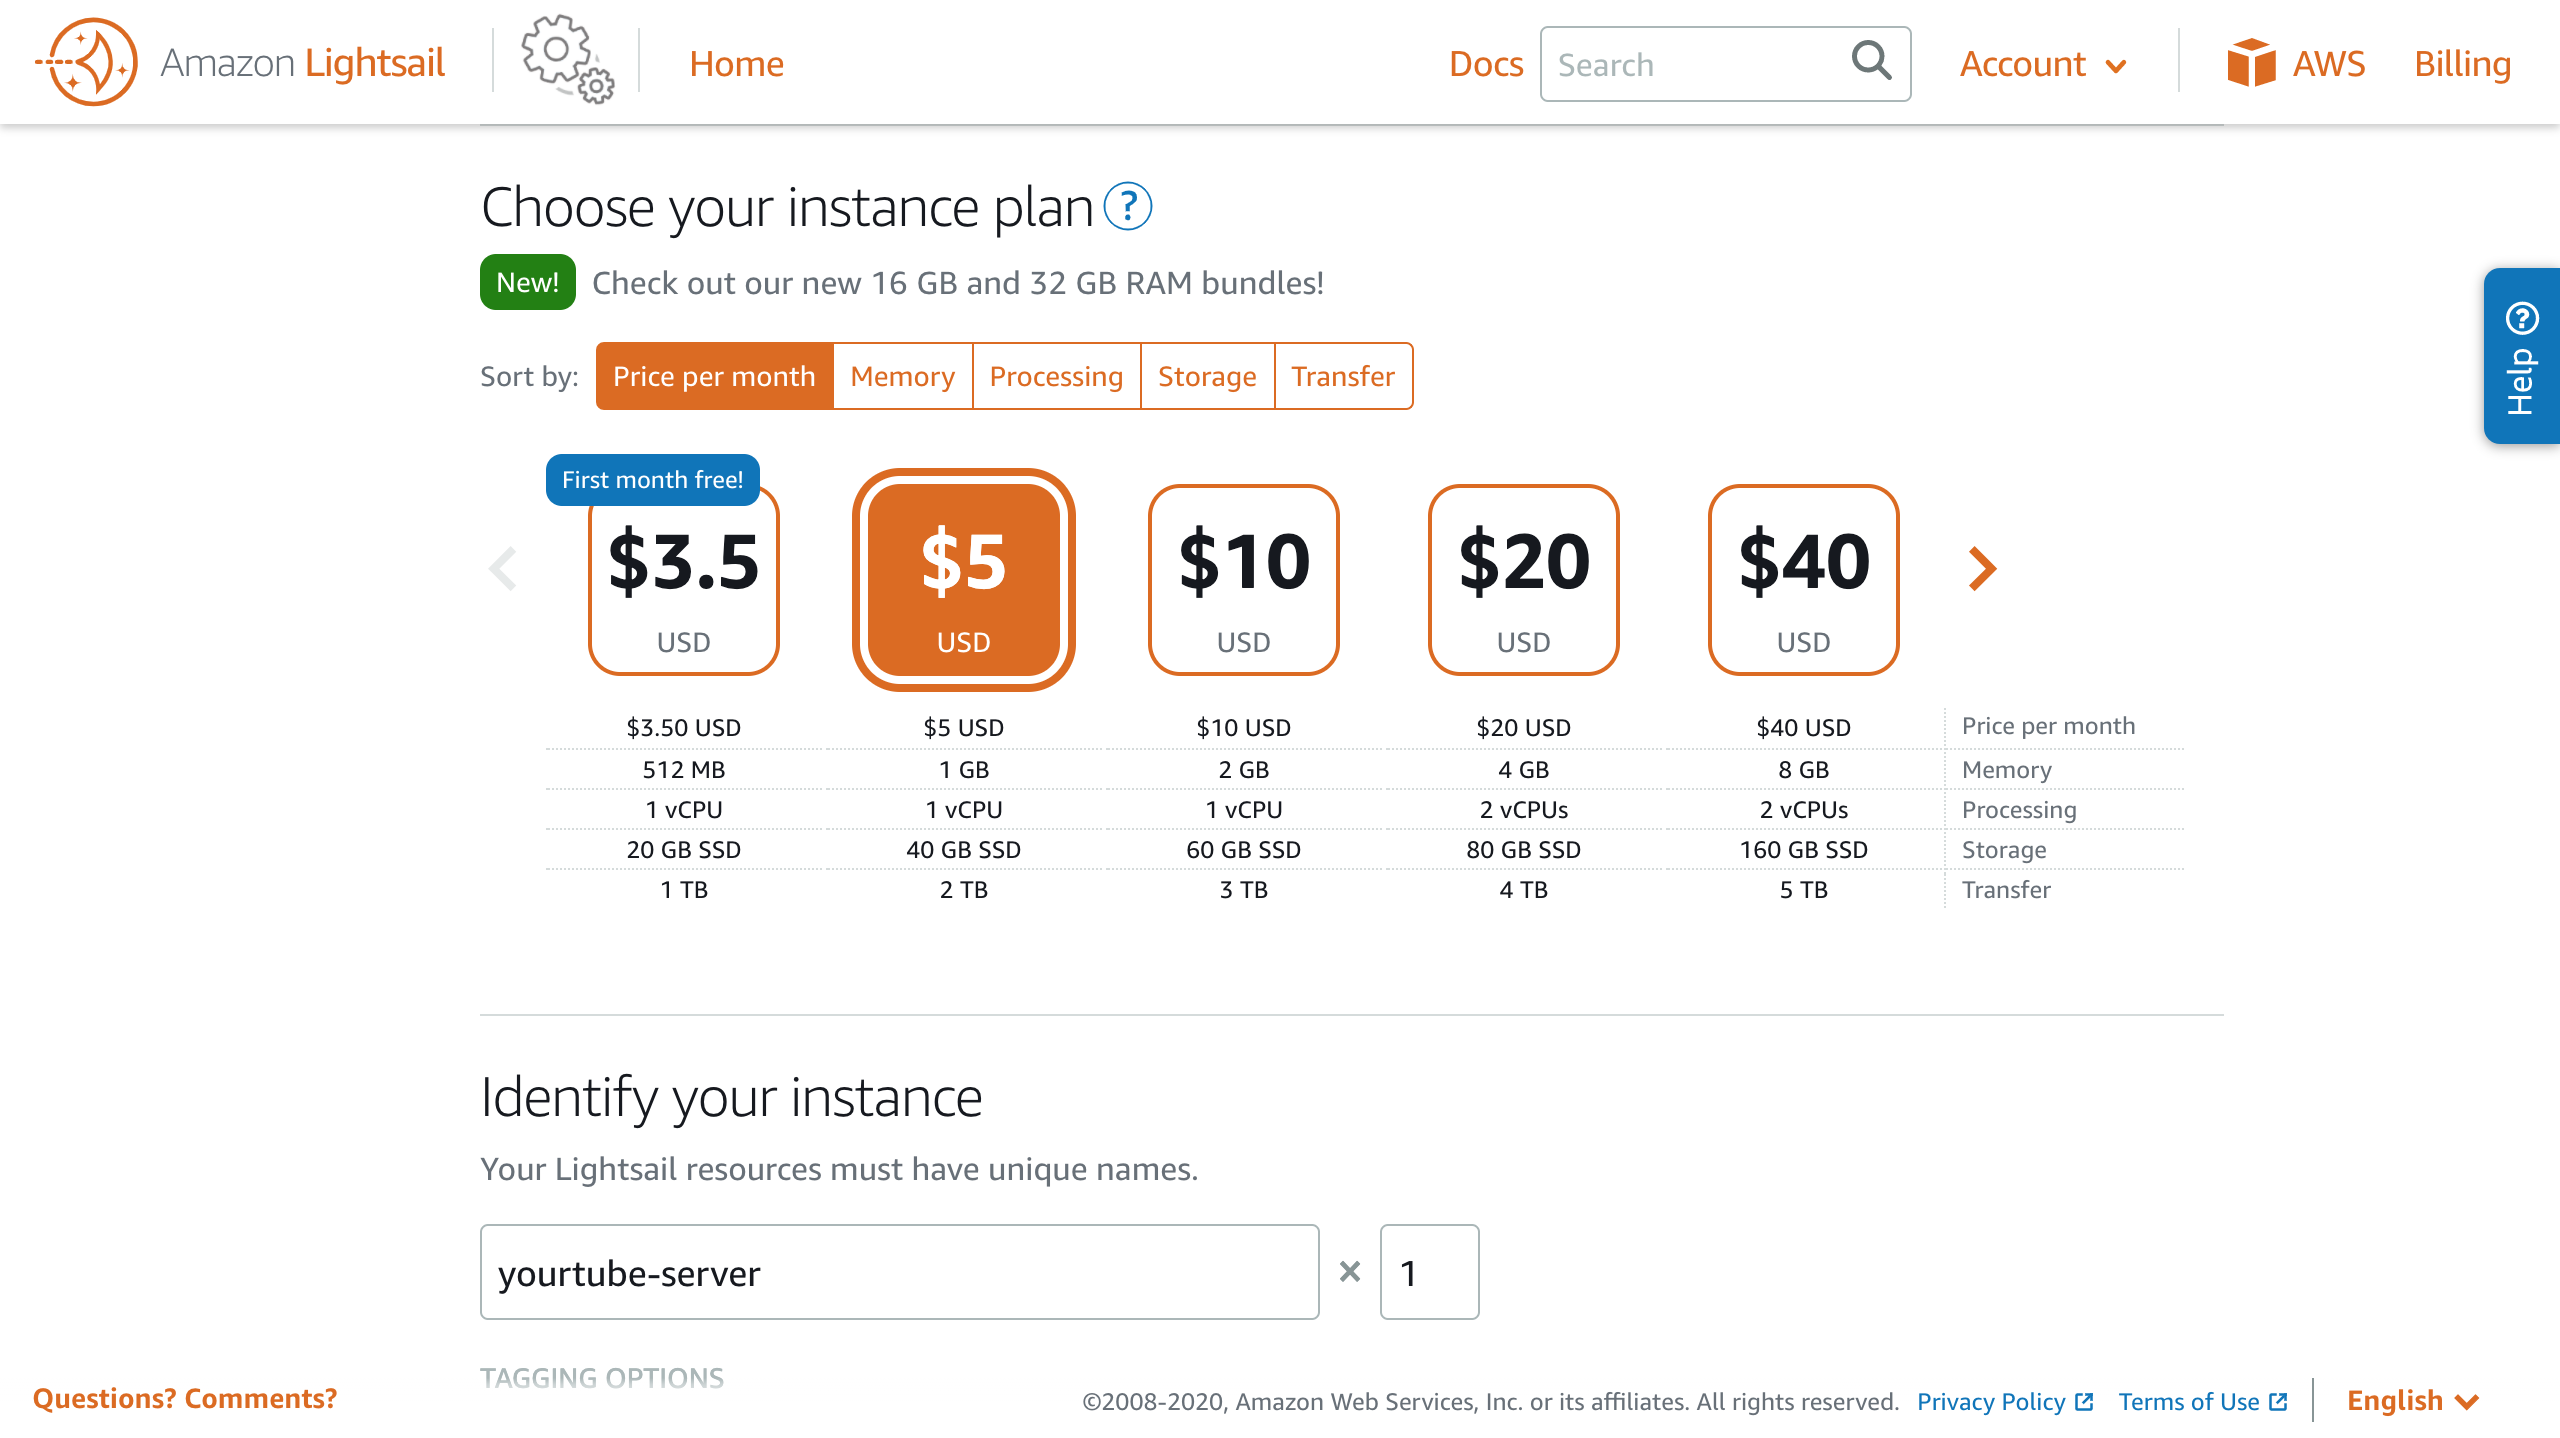 Amazon Lightsail Home Docs Search Account AWS Billing
Choose your instance plan ?
New! Check out our new 16 GB and 32 GB RAM bundles!
Help ?
Sort by: Price per month Memory Processing Storage Transfer
First month free!
$3.5 $5 $10 $20 $40
USD USD USD USD USD
$3.50 USD $5 USD $10 USD $20 USD $40 USD Price per month
512 MB 1 GB 2 GB 4 GB 8 GB Memory
1 vCPU 1 vCPU 1 vCPU 2 vCPUs 2 vCPUs Processing
20 GB SSD 40 GB SSD 60 GB SSD 80 GB SSD 160 GB SSD Storage
1 TB 2 TB 3 TB 4 TB 5 TB Transfer
Identify your instance
Your Lightsail resources must have unique names.
yourtube-server × 1
TAGGING OPTIONS
Questions? Comments? ©2008-2020, Amazon Web Services, Inc. or its affiliates. All rights reserved. Privacy Policy Terms of Use English